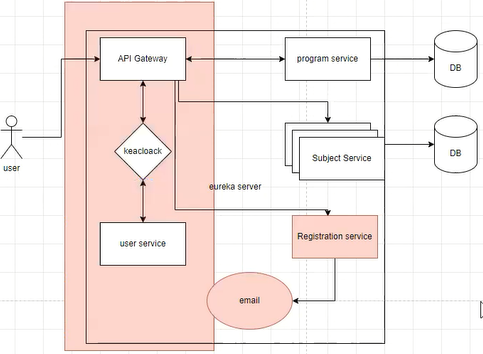 API Gateway
program service
DB
keacloack
Subject Service
DB
user
eureka server
user service
Registration service
email